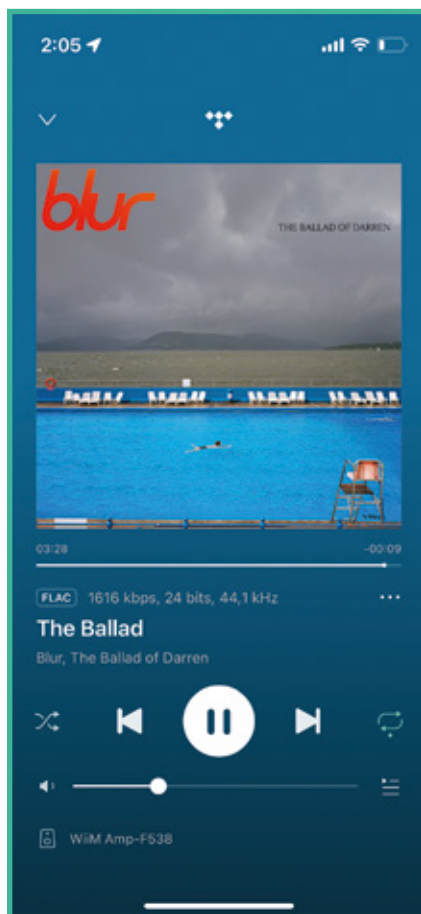 2:05
blur
THE BALLAD OF DARREN
03:28 -00:09
FLAC 1616 kbps, 24 bits, 44,1 kHz
The Ballad
Blur, The Ballad of Darren
WiiM Amp-F538